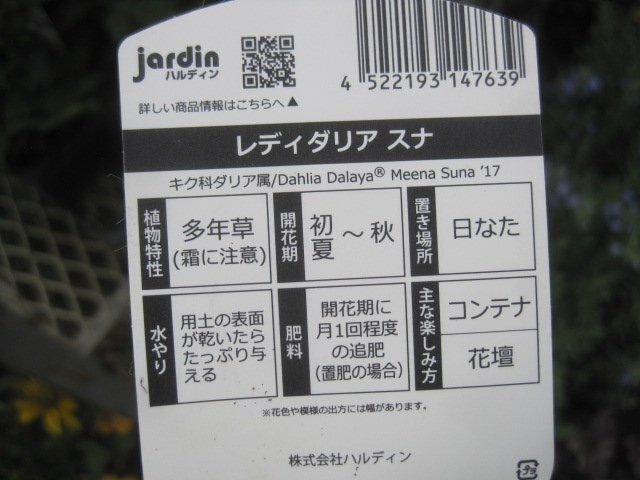 jardin
ハルディン
詳しい商品情報はこちらへ▲
4 522193 147639
レディダリア スナ
キク科ダリア属/Dahlia Dalaya® Meena Suna '17
植物特性
多年草
(霜に注意)
開花期
初夏 ～ 秋
置き場所
日なた
水やり
用土の表面
が乾いたら
たっぷり与
える
肥料
開花期に
月1回程度
の追肥
(置肥の場合)
主な楽しみ方
コンテナ
花壇
※花色や模様の出方には幅があります。
株式会社ハルディン
プラ